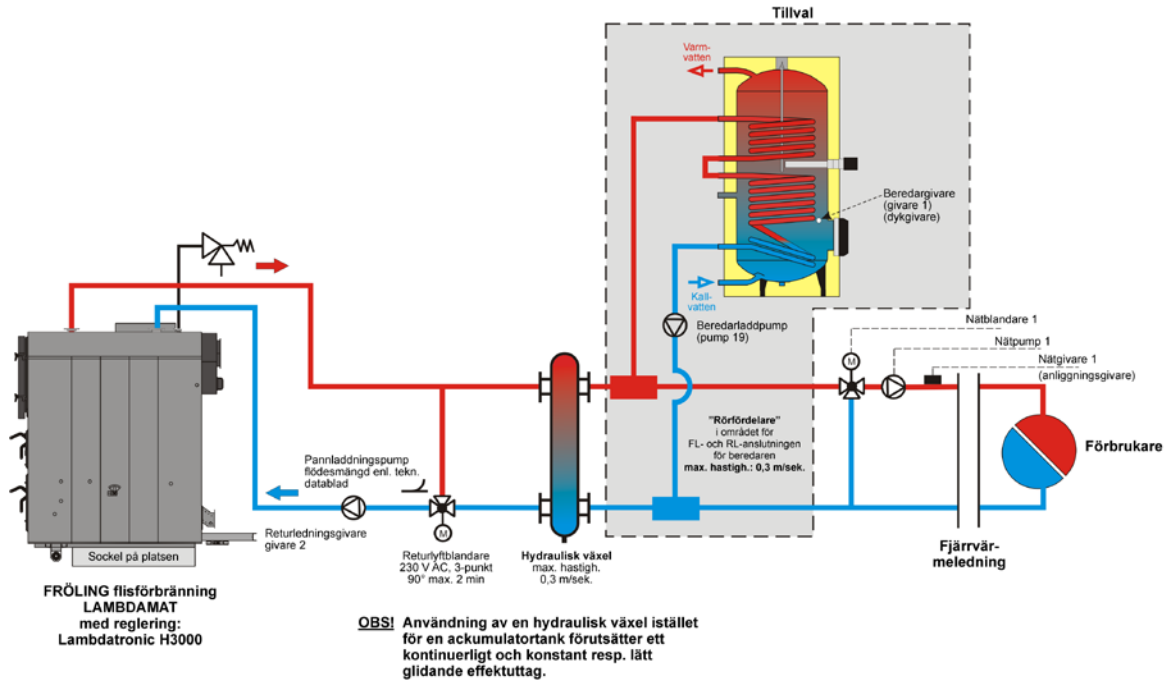 Tillval
Varm-
vatten
Beredargivare
(givare 1)
(dykgivare)
Kall-
vatten
Beredarladdpump
(pump 19)
Nätblandare 1
Nätpump 1
Nätgivare 1
(anliggningsgivare)
M
"Rörfördelare"
i området för
FL- och RL-anslutningen
för beredaren
max. hastigh.: 0,3 m/sek.
Förbrukare
Pannladdningspump
flödesmängd enl. tekn.
datablad
Returledningsgivare
givare 2
M
Sockel på platsen
Returlyftblandare
230 V AC, 3-punkt
90° max. 2 min
Hydraulisk växel
max. hastigh.
0,3 m/sek.
Fjärrvär-
meledning
FRÖLING flisförbränning
LAMBDAMAT
med reglering:
Lambdatronic H3000
OBS! Användning av en hydraulisk växel istället
för en ackumulatortank förutsätter ett
kontinuerligt och konstant resp. lätt
glidande effektuttag.